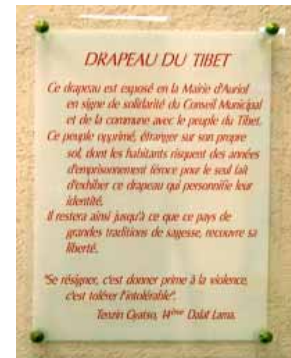 DRAPEAU DU TIBET
Ce drapeau est exposé en la Mairie d'Auriol
en signe de solidarité du Conseil Municipal
et de la commune avec le peuple du Tibet.
Ce peuple opprimé, étranger sur son propre
sol, dont les habitants risquent des années
d'emprisonnement féroce pour le seul fait
d'exhiber ce drapeau qui personnifie leur
identité.
Il restera ainsi jusqu'à ce que ce pays de
grandes traditions de sagesse, recouvre sa
liberté.
"Se résigner, c'est donner prime à la violence,
c'est tolérer l'intolérable".
Tenzin Gyatso, 14ème Dalaï Lama.